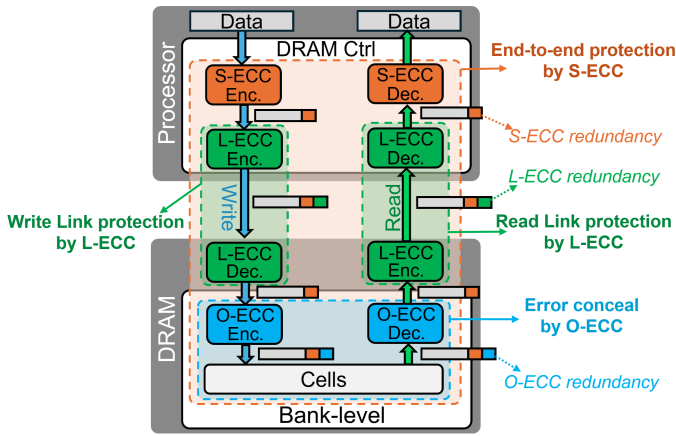 Data
Data
DRAM Ctrl
Processor
S-ECC
Enc.
S-ECC
Dec.
End-to-end protection
by S-ECC
S-ECC redundancy
L-ECC
Enc.
L-ECC
Dec.
L-ECC redundancy
Write
Read
Write Link protection
by L-ECC
Read Link protection
by L-ECC
L-ECC
Dec.
L-ECC
Enc.
DRAM
O-ECC
Enc.
O-ECC
Dec.
Error conceal
by O-ECC
O-ECC redundancy
Cells
Bank-level